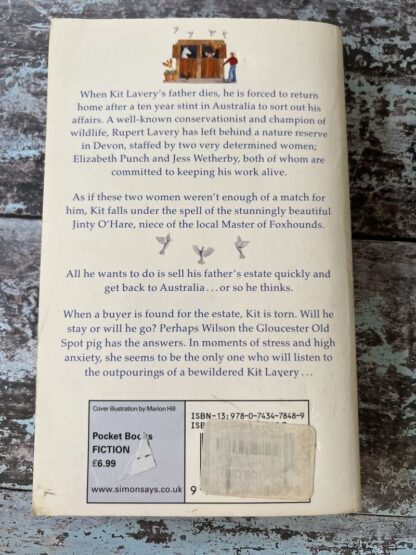 When Kit Lavery's father dies, he is forced to return
home after a ten year stint in Australia to sort out his
affairs. A well-known conservationist and champion of
wildlife, Rupert Lavery has left behind a nature reserve
in Devon, staffed by two very determined women;
Elizabeth Punch and Jess Wetherby, both of whom are
committed to keeping his work alive.
As if these two women weren't enough of a match for
him, Kit falls under the spell of the stunningly beautiful
Jinty O'Hare, niece of the local Master of Foxhounds.
All he wants to do is sell his father's estate quickly and
get back to Australia...or so he thinks.
When a buyer is found for the estate, Kit is torn. Will he
stay or will he go? Perhaps Wilson the Gloucester Old
Spot pig has the answers. In moments of stress and high
anxiety, she seems to be the only one who will listen to
the outpourings of a bewildered Kit Lavery...
Cover illustration by Marion Hill
Pocket Books
FICTION
£6.99
www.simonsays.co.uk
ISBN-13:978-0-7434-7848-9
ISB
9